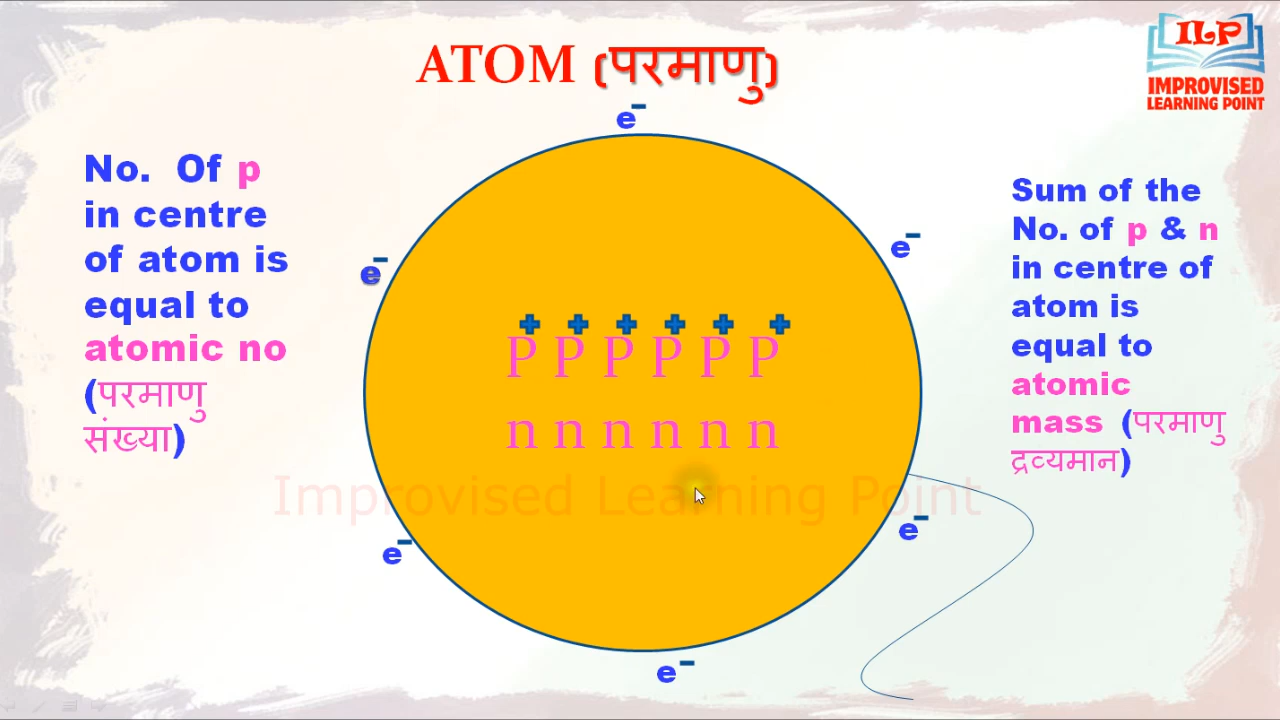 ATOM (परमाणु)
ILP
IMPROVISED
LEARNING POINT
No. Of p
in centre
of atom is
equal to
atomic no
(परमाणु
संख्या)
e-
e-
e-
e-
e-
e-
+ + + + + +
P P P P P P
n n n n n n
Improvised Learning Point
Sum of the
No. of p & n
in centre of
atom is
equal to
atomic
mass (परमाणु
द्रव्यमान)